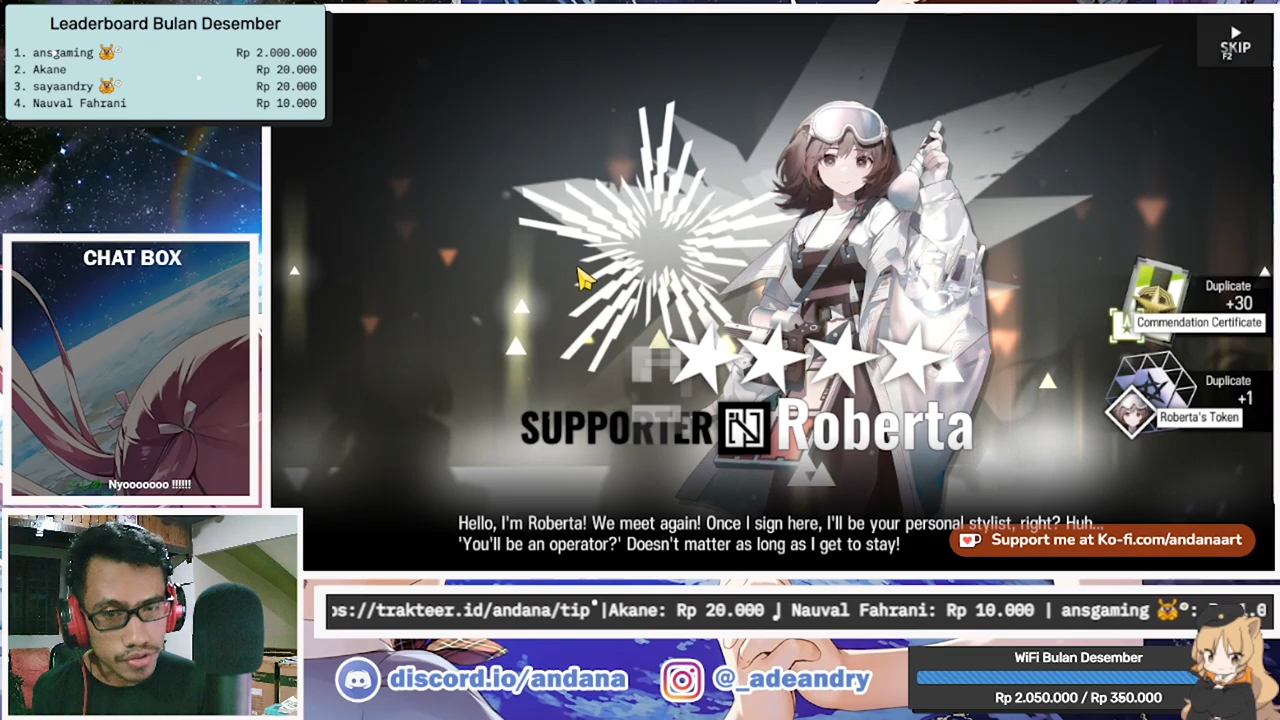 Leaderboard Bulan Desember
1. ansgaming Rp 2.000.000
2. Akane Rp 20.000
3. sayaandry Rp 20.000
4. Nauval Fahrani Rp 10.000
SKIP
F2
CHAT BOX
Nyooooooo !!!!!!
Duplicate
+30
Commendation Certificate
Duplicate
+1
Roberta's Token
SUPPORTER Roberta
Hello, I'm Roberta! We meet again! Once I sign here, I'll be your personal stylist, right? Huh...
'You'll be an operator?' Doesn't matter as long as I get to stay!
Support me at Ko-fi.com/andanaart
s://trakteer.id/andana/tip |Akane: Rp 20.000 | Nauval Fahrani: Rp 10.000 | ansgaming
discord.io/andana
@_adeandry
WiFi Bulan Desember
Rp 2.050.000 / Rp 350.000